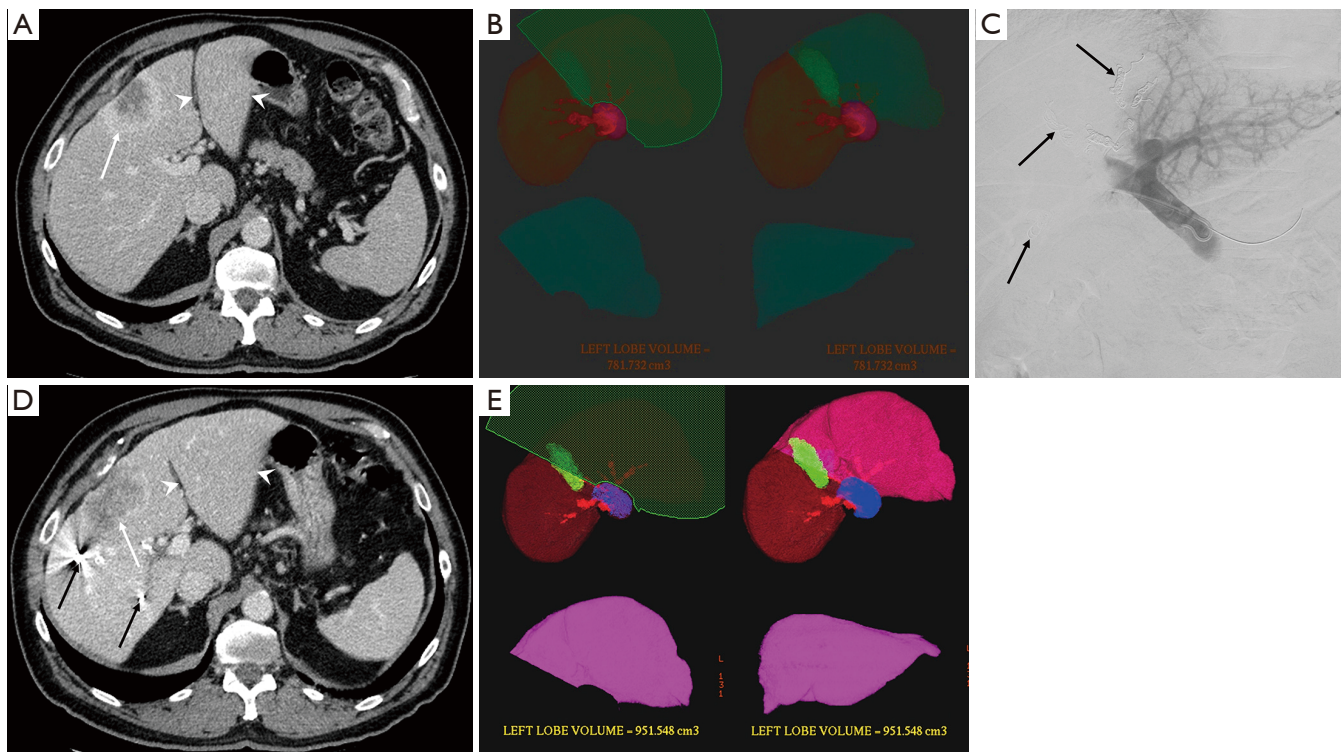 A
B
C
LEFT LOBE VOLUME =
781.732 cm3
LEFT LOBE VOLUME =
781.732 cm3
D
E
L
131
L
LEFT LOBE VOLUME = 951.548 cm3
LEFT LOBE VOLUME = 951.548 cm3